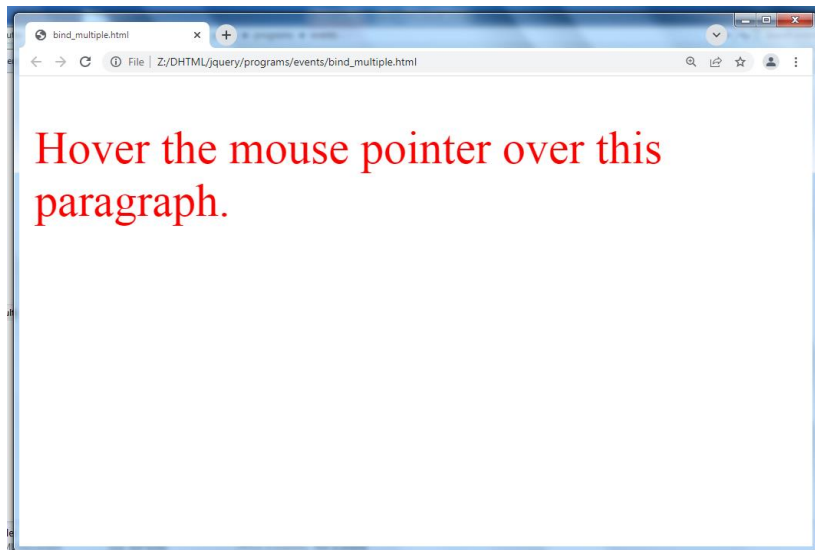 bind_multiple.html
File | Z:/DHTML/jquery/programs/events/bind_multiple.html
Hover the mouse pointer over this
paragraph.